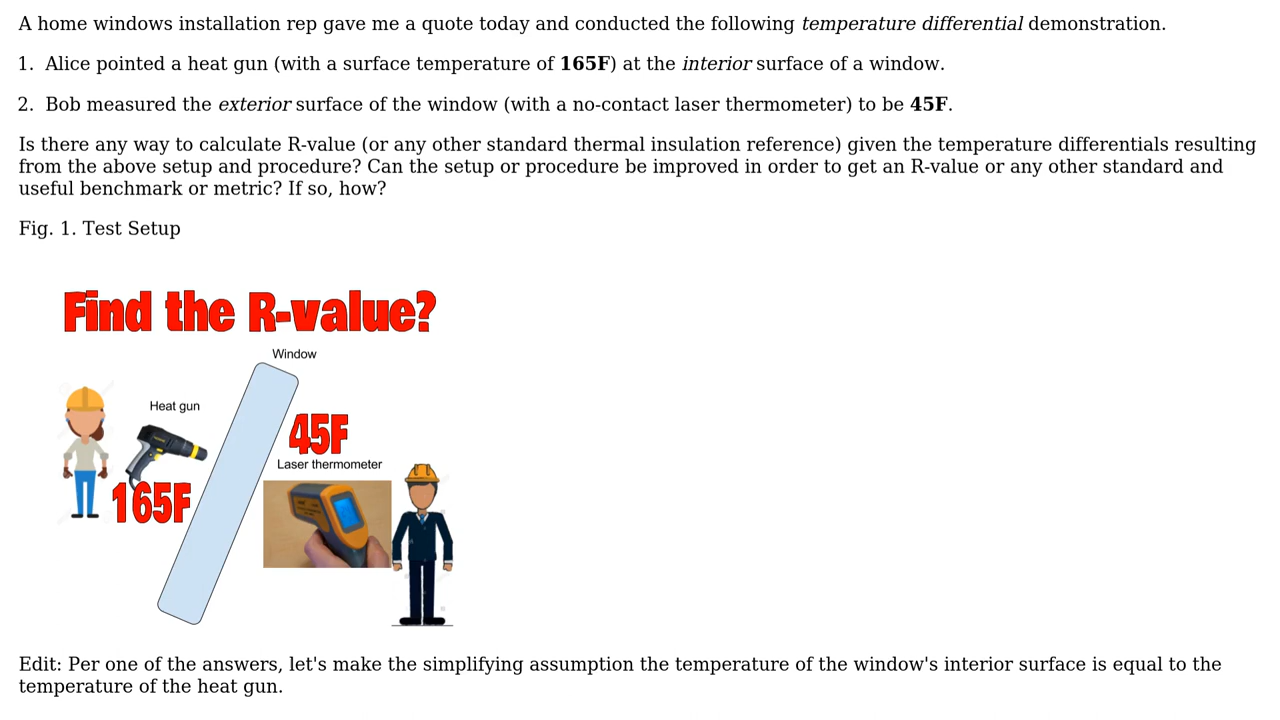 A home windows installation rep gave me a quote today and conducted the following temperature differential demonstration.
1. Alice pointed a heat gun (with a surface temperature of 165F) at the interior surface of a window.
2. Bob measured the exterior surface of the window (with a no-contact laser thermometer) to be 45F.
Is there any way to calculate R-value (or any other standard thermal insulation reference) given the temperature differentials resulting
from the above setup and procedure? Can the setup or procedure be improved in order to get an R-value or any other standard and
useful benchmark or metric? If so, how?
Fig. 1. Test Setup
Find the R-value?
Window
Heat gun
45F
Laser thermometer
165F
Edit: Per one of the answers, let's make the simplifying assumption the temperature of the window's interior surface is equal to the
temperature of the heat gun.